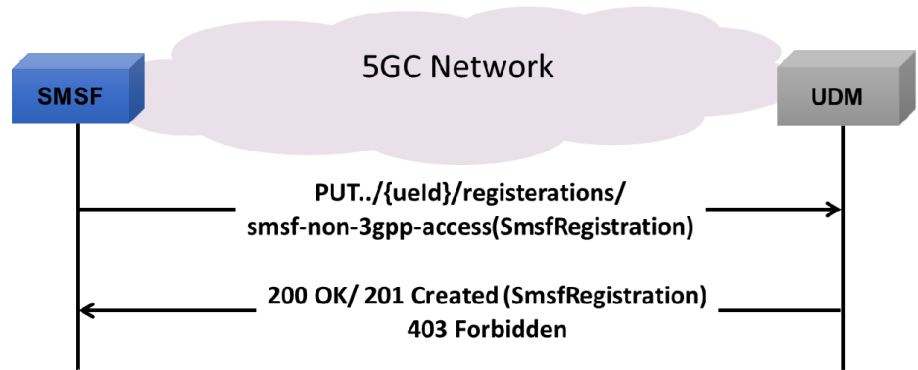 5GC Network
SMSF
UDM
PUT../{ueId}/registerations/
smsf-non-3gpp-access(SmsfRegistration)
200 OK/ 201 Created (SmsfRegistration)
403 Forbidden